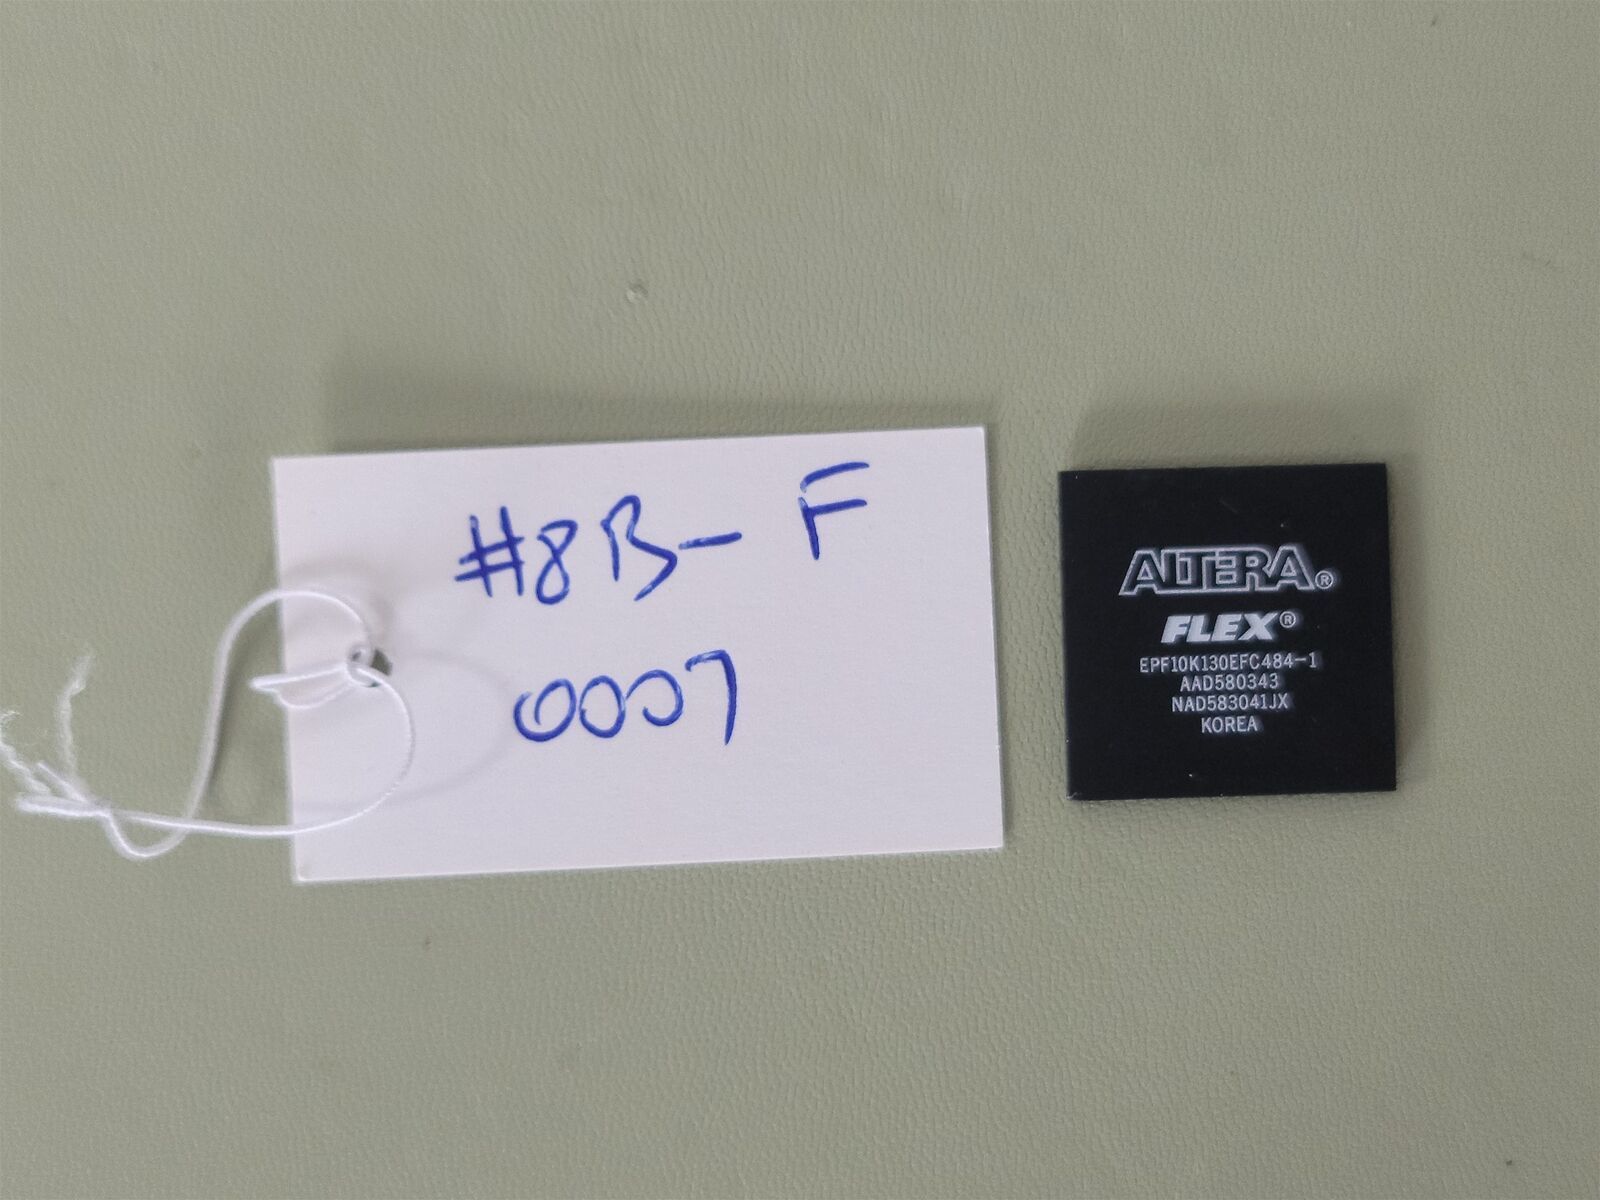 #8B- F
0007
ALTERA®
FLEX®
EPF10K130EFC484-1
AAD580343
NAD583041JX
KOREA